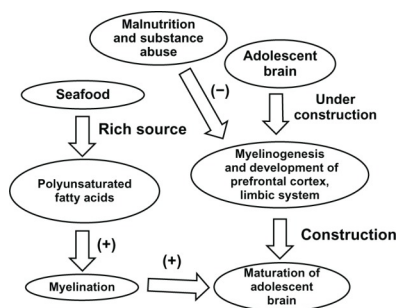 Malnutrition
and substance
abuse
Adolescent
brain
(−)
Seafood
Under
construction
Rich source
Myelinogenesis
and development of
prefrontal cortex,
limbic system
Polyunsaturated
fatty acids
(+)
Construction
(+)
Myelination
Maturation of
adolescent
brain